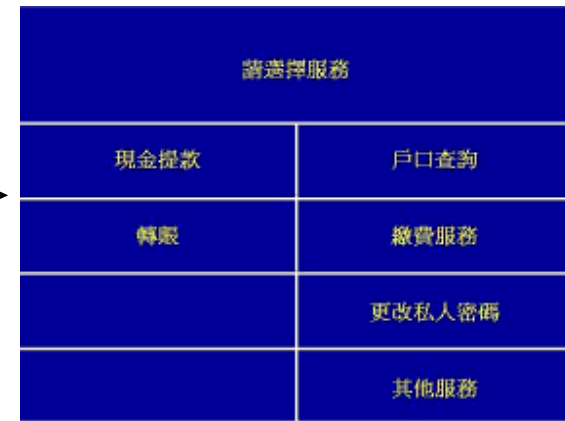 請選擇服務
現金提款
戶口查詢
轉賬
繳費服務
更改私人密碼
其他服務